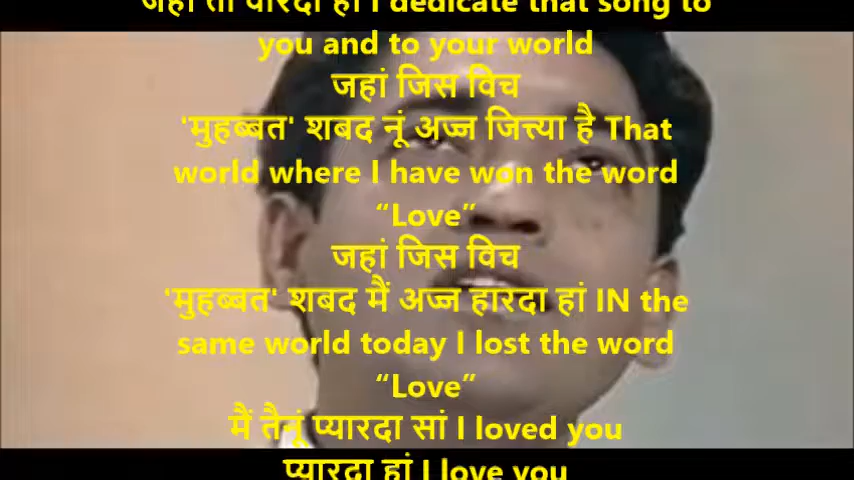 जहां तों वारदा हां I dedicate that song to
you and to your world
जहां जिस विच
'मुहब्बत' शबद नूं अज्ज जित्त्या है That
world where I have won the word
“Love”
जहां जिस विच
'मुहब्बत' शबद मैं अज्ज हारदा हां IN the
same world today I lost the word
“Love”
मैं तैनूं प्यारदा सां I loved you
प्यारदा हां I love you